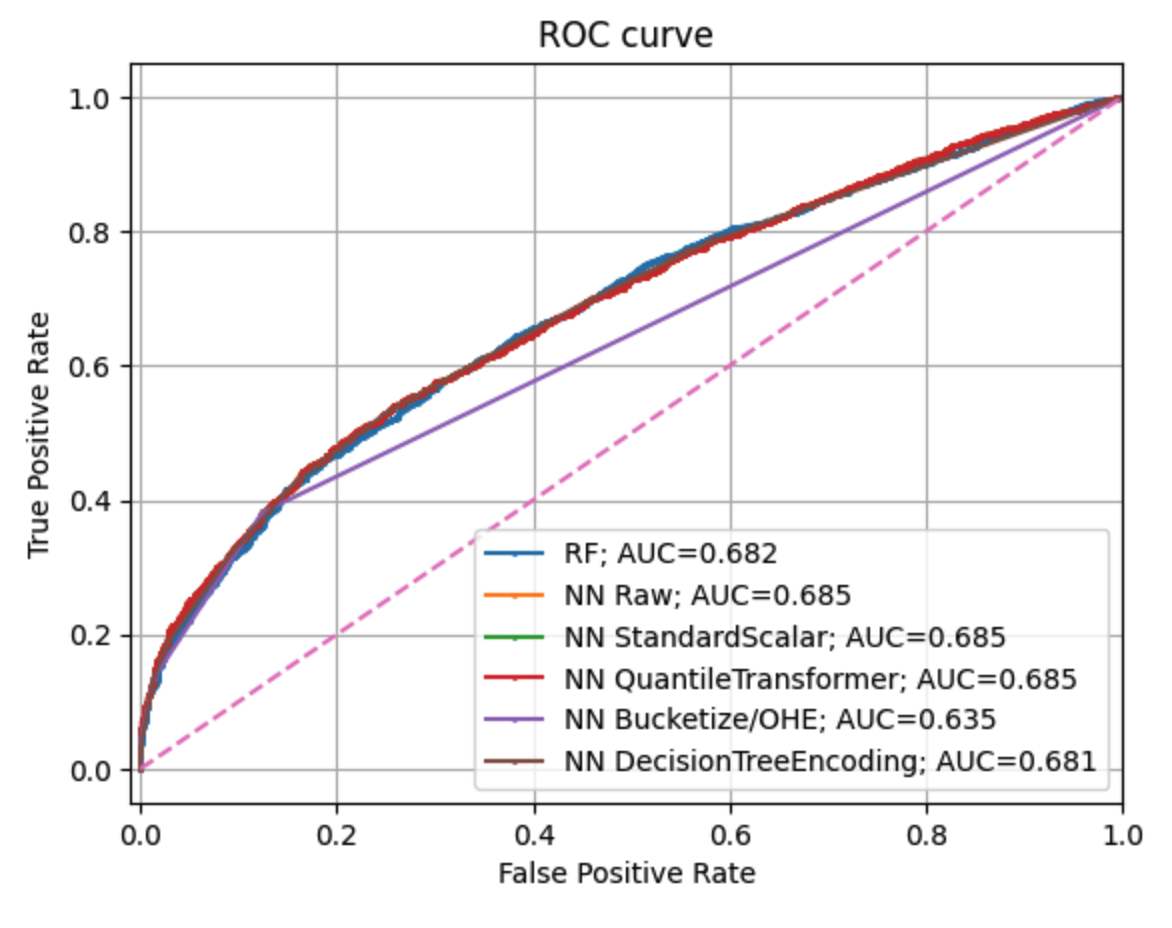 ROC curve
1.0
0.8
0.6
0.4
0.2
0.0
True Positive Rate
RF; AUC=0.682
NN Raw; AUC=0.685
NN StandardScalar; AUC=0.685
NN QuantileTransformer; AUC=0.685
NN Bucketize/OHE; AUC=0.635
NN DecisionTreeEncoding; AUC=0.681
0.0 0.2 0.4 0.6 0.8 1.0
False Positive Rate